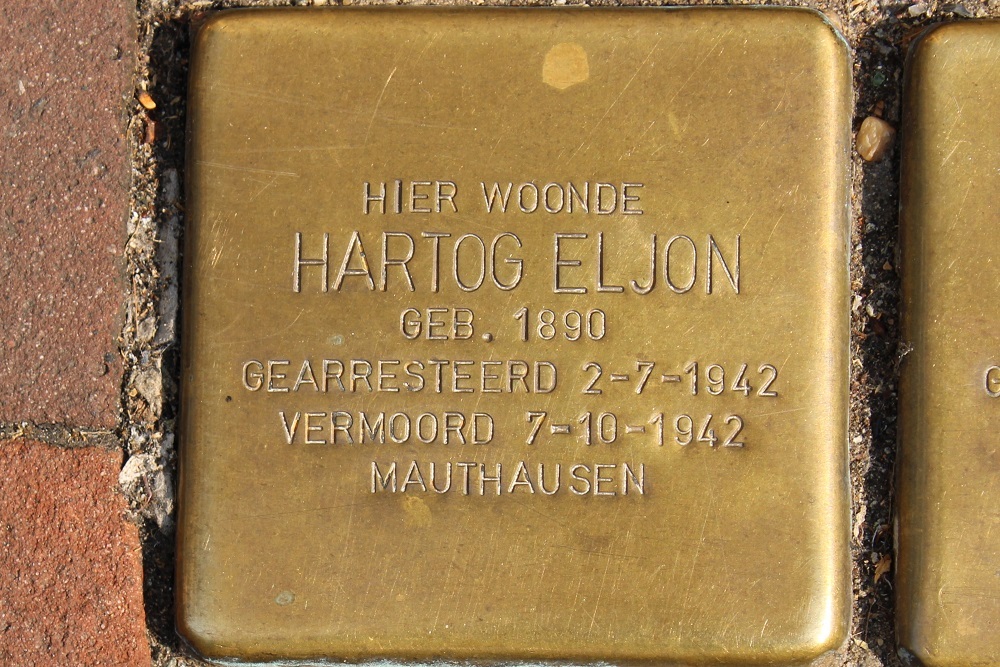 HIER WOONDE
HARTOG ELJON
GEB. 1890
GEARRESTEERD 2-7-1942
VERMOORD 7-10-1942
MAUTHAUSEN
G